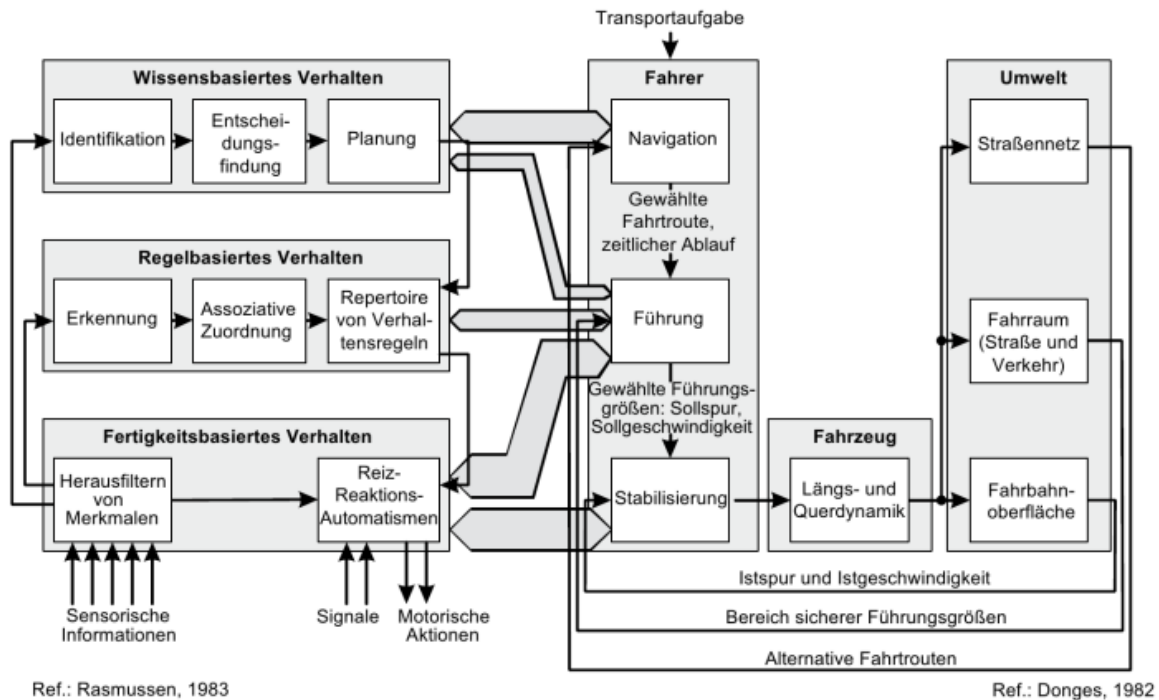 Transportaufgabe
Wissensbasiertes Verhalten
Identifikation
Entschei-
dungs-
findung
Planung
Regelbasiertes Verhalten
Erkennung
Assoziative
Zuordnung
Repertoire
von Verhal-
tensregeln
Fertigkeitsbasiertes Verhalten
Herausfiltern
von
Merkmalen
Reiz-
Reaktions-
Automatismen
Sensorische
Informationen
Signale
Motorische
Aktionen
Fahrer
Navigation
Gewählte
Fahrtroute,
zeitlicher Ablauf
Führung
Gewählte Führungs-
größen: Sollspur,
Sollgeschwindigkeit
Stabilisierung
Fahrzeug
Längs- und
Querdynamik
Umwelt
Straßennetz
Fahrraum
(Straße und
Verkehr)
Fahrbahn-
oberfläche
Istspur und Istgeschwindigkeit
Bereich sicherer Führungsgrößen
Alternative Fahrtrouten
Ref.: Rasmussen, 1983
Ref.: Donges, 1982